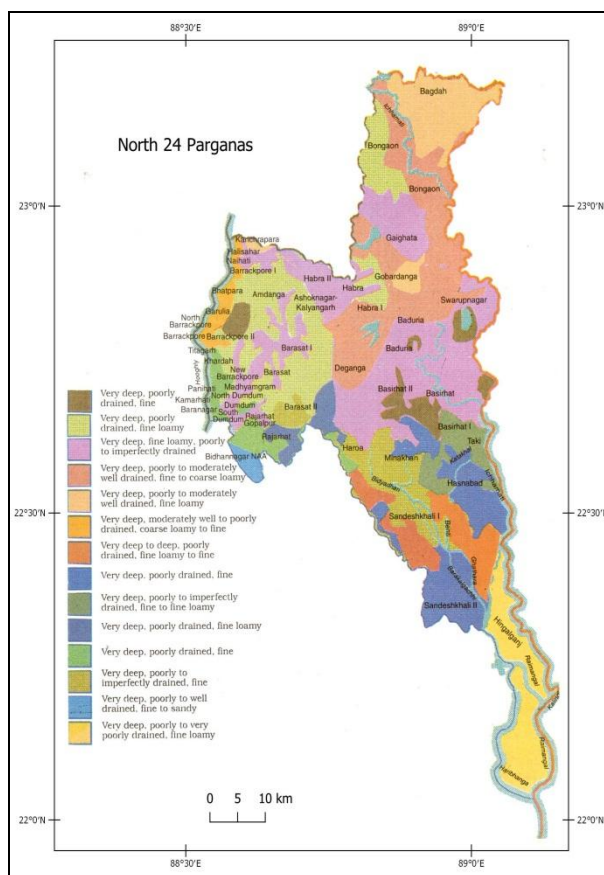 88°30'E
89°0'E
North 24 Parganas
Bagdah
Ichhamati
Bongaon
Bongaon
23°0'N
23°0'N
Kanchrapara
Gaighata
Halisahar
Naihati
Barrackpore I
Habra II
Gobardanga
Habra
Bhatpara
Amdanga
Ashoknagar-
Kalyangarh
Habra I
Swarupnagar
Garulia
North
Barrackpore
Baduria
Barrackpore
Barrackpore II
Barasat I
Baduria
Titagarh
Khardah
New
Barrackpore
Barasat
Deganga
Hooghly
Panihati
Madhyamgram
Basirhat II
Basirhat
Kamarhati
North Dumdum
Baranagar
Dumdum
Barasat II
South
Dumdum
Rajarhat
Gopalpur
Basirhat I
Rajarhat
Haroa
Taki
Bidhannagar NAA
Minakhan
Hasnabad
Sandeshkhali I
22°30'N
22°30'N
Sandeshkhali II
Hingalganj
Raimangal
Raimangal
Haribhanga
22°0'N
22°0'N
Very deep, poorly
drained, fine
Very deep, poorly
drained, fine loamy
Very deep, fine loamy, poorly
to imperfectly drained
Very deep, poorly to moderately
well drained, fine to coarse loamy
Very deep, poorly to moderately
well drained, fine loamy
Very deep, moderately well to poorly
drained, coarse loamy to fine
Very deep to deep, poorly
drained, fine loamy to fine
Very deep, poorly drained, fine
Very deep, poorly to imperfectly
drained, fine to fine loamy
Very deep, poorly drained, fine loamy
Very deep, poorly drained, fine
Very deep, poorly to
imperfectly drained, fine
Very deep, poorly to well
drained, fine to sandy
Very deep, poorly to very
poorly drained, fine loamy
0 5 10 km
88°30'E
89°0'E